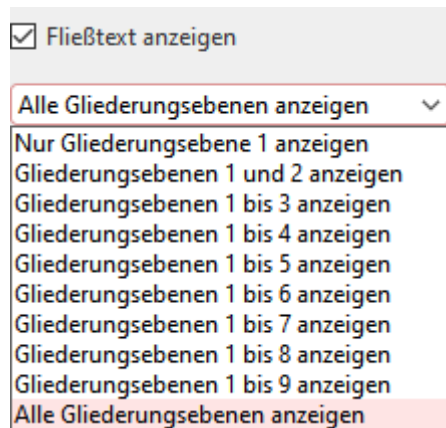 Fließtext anzeigen
Alle Gliederungsebenen anzeigen
Nur Gliederungsebene 1 anzeigen
Gliederungsebenen 1 und 2 anzeigen
Gliederungsebenen 1 bis 3 anzeigen
Gliederungsebenen 1 bis 4 anzeigen
Gliederungsebenen 1 bis 5 anzeigen
Gliederungsebenen 1 bis 6 anzeigen
Gliederungsebenen 1 bis 7 anzeigen
Gliederungsebenen 1 bis 8 anzeigen
Gliederungsebenen 1 bis 9 anzeigen
Alle Gliederungsebenen anzeigen